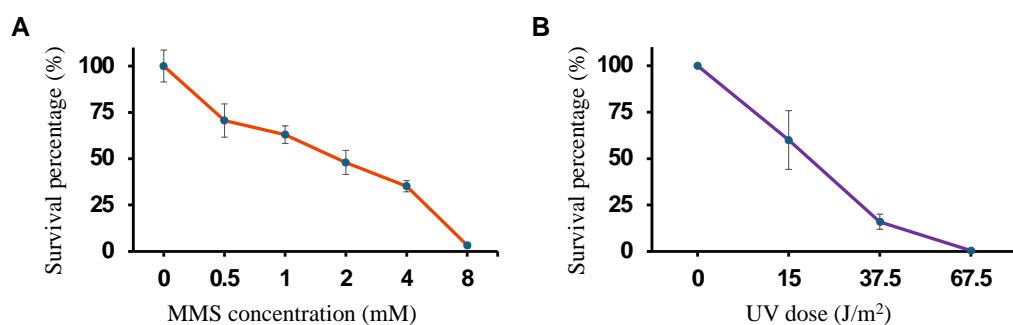 A
Survival percentage (%)
100
75
50
25
0
0 0.5 1 2 4 8
MMS concentration (mM)
B
Survival percentage (%)
100
75
50
25
0
0 15 37.5 67.5
UV dose (J/m²)